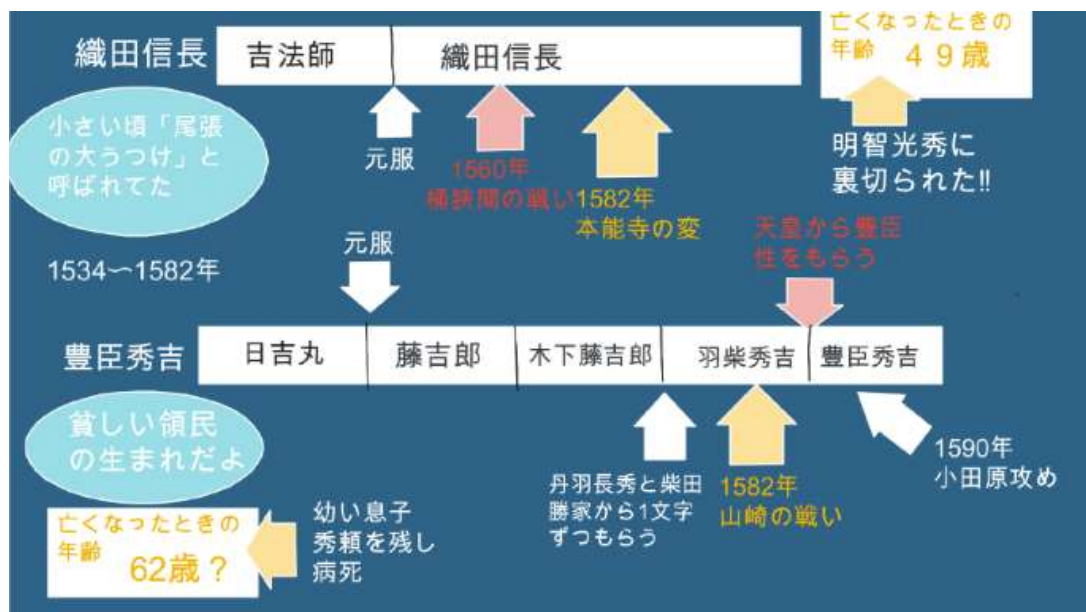 織田信長
吉法師
織田信長
亡くなったときの
年齢 49歳
小さい頃「尾張
の大うつけ」と
呼ばれてた
元服
1560年
桶狭間の戦い
1582年
本能寺の変
明智光秀に
裏切られた!!
1534〜1582年
元服
天皇から豊臣
性をもらう
豊臣秀吉
日吉丸
藤吉郎
木下藤吉郎
羽柴秀吉
豊臣秀吉
貧しい領民
の生まれだよ
丹羽長秀と柴田
勝家から1文字
ずつもらう
1582年
山崎の戦い
1590年
小田原攻め
亡くなったときの
年齢 62歳？
幼い息子
秀頼を残し
病死